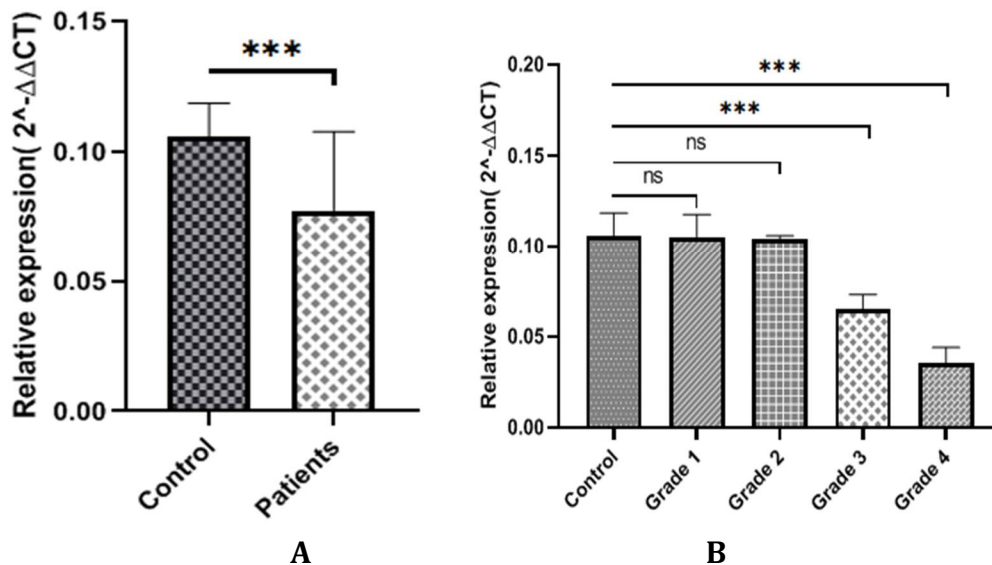 Relative expression( 2^-ΔΔCT)
0.15
0.10
0.05
0.00
***
Control
Patients
A
Relative expression( 2^-ΔΔCT)
0.20
0.15
0.10
0.05
0.00
***
***
ns
ns
Control
Grade 1
Grade 2
Grade 3
Grade 4
B